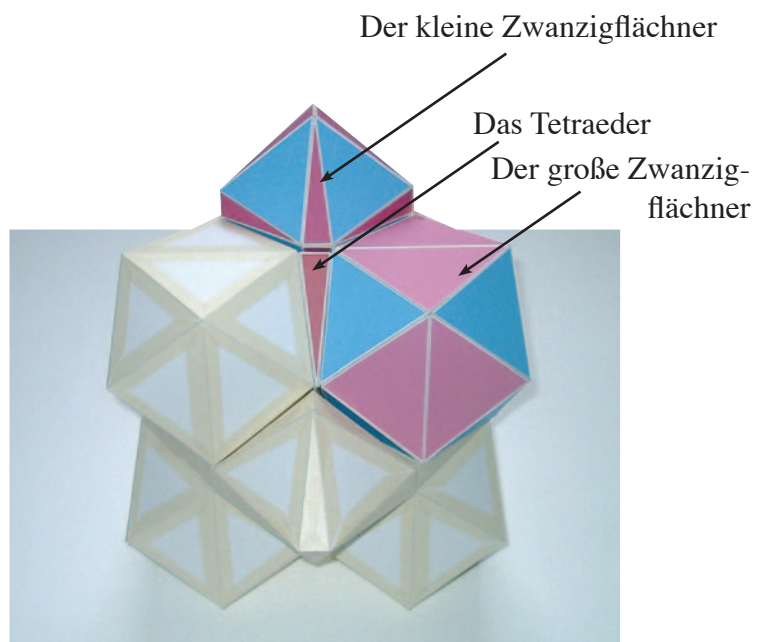 Der kleine Zwanzigflächner
Das Tetraeder
Der große Zwanzig-
flächner